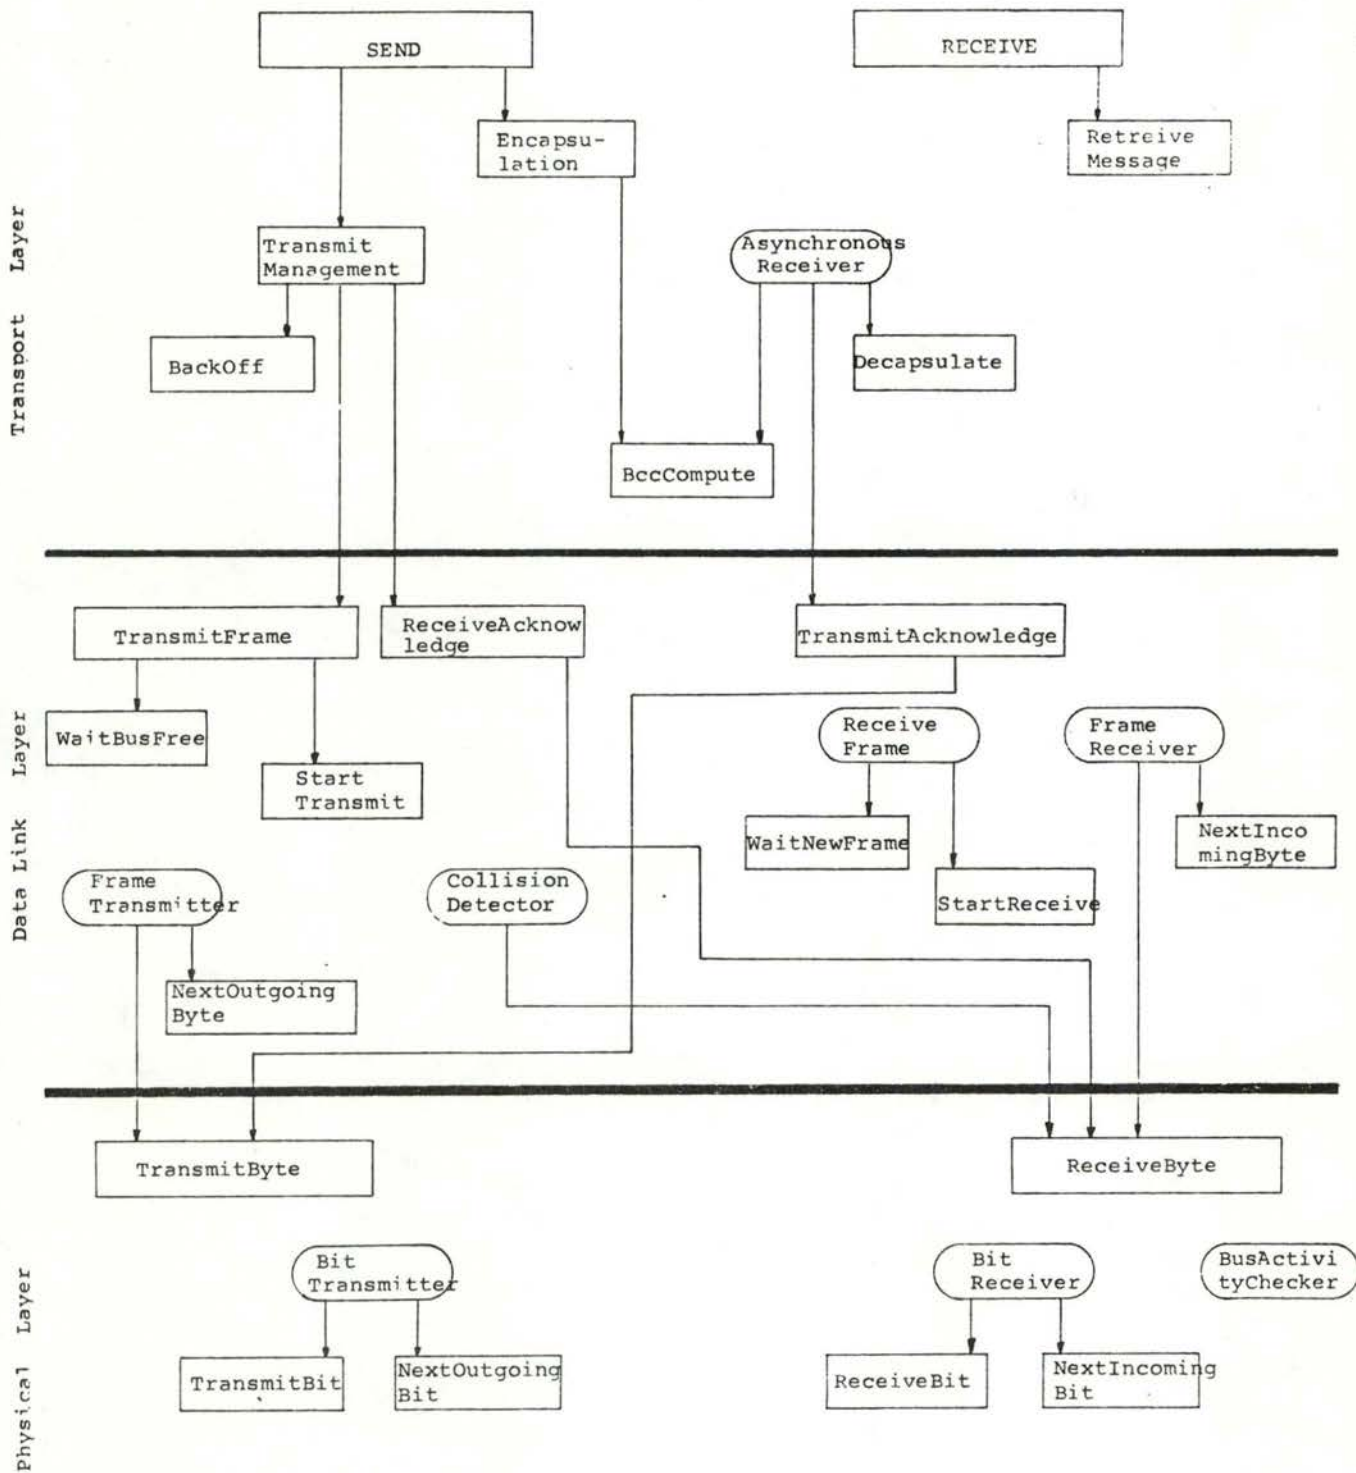 SEND
RECEIVE
Encapsu-
lation
Retreive
Message
Transport Layer
Transmit
Management
Asynchronous
Receiver
BackOff
Decapsulate
BccCompute
TransmitFrame
ReceiveAcknow
ledge
TransmitAcknowledge
Data Link Layer
WaitBusFree
Receive
Frame
Frame
Receiver
Start
Transmit
WaitNewFrame
NextInco
mingByte
Frame
Transmitter
Collision
Detector
StartReceive
NextOutgoing
Byte
TransmitByte
ReceiveByte
Physical Layer
Bit
Transmitter
Bit
Receiver
BusActivi
tyChecker
TransmitBit
NextOutgoing
Bit
ReceiveBit
NextIncoming
Bit